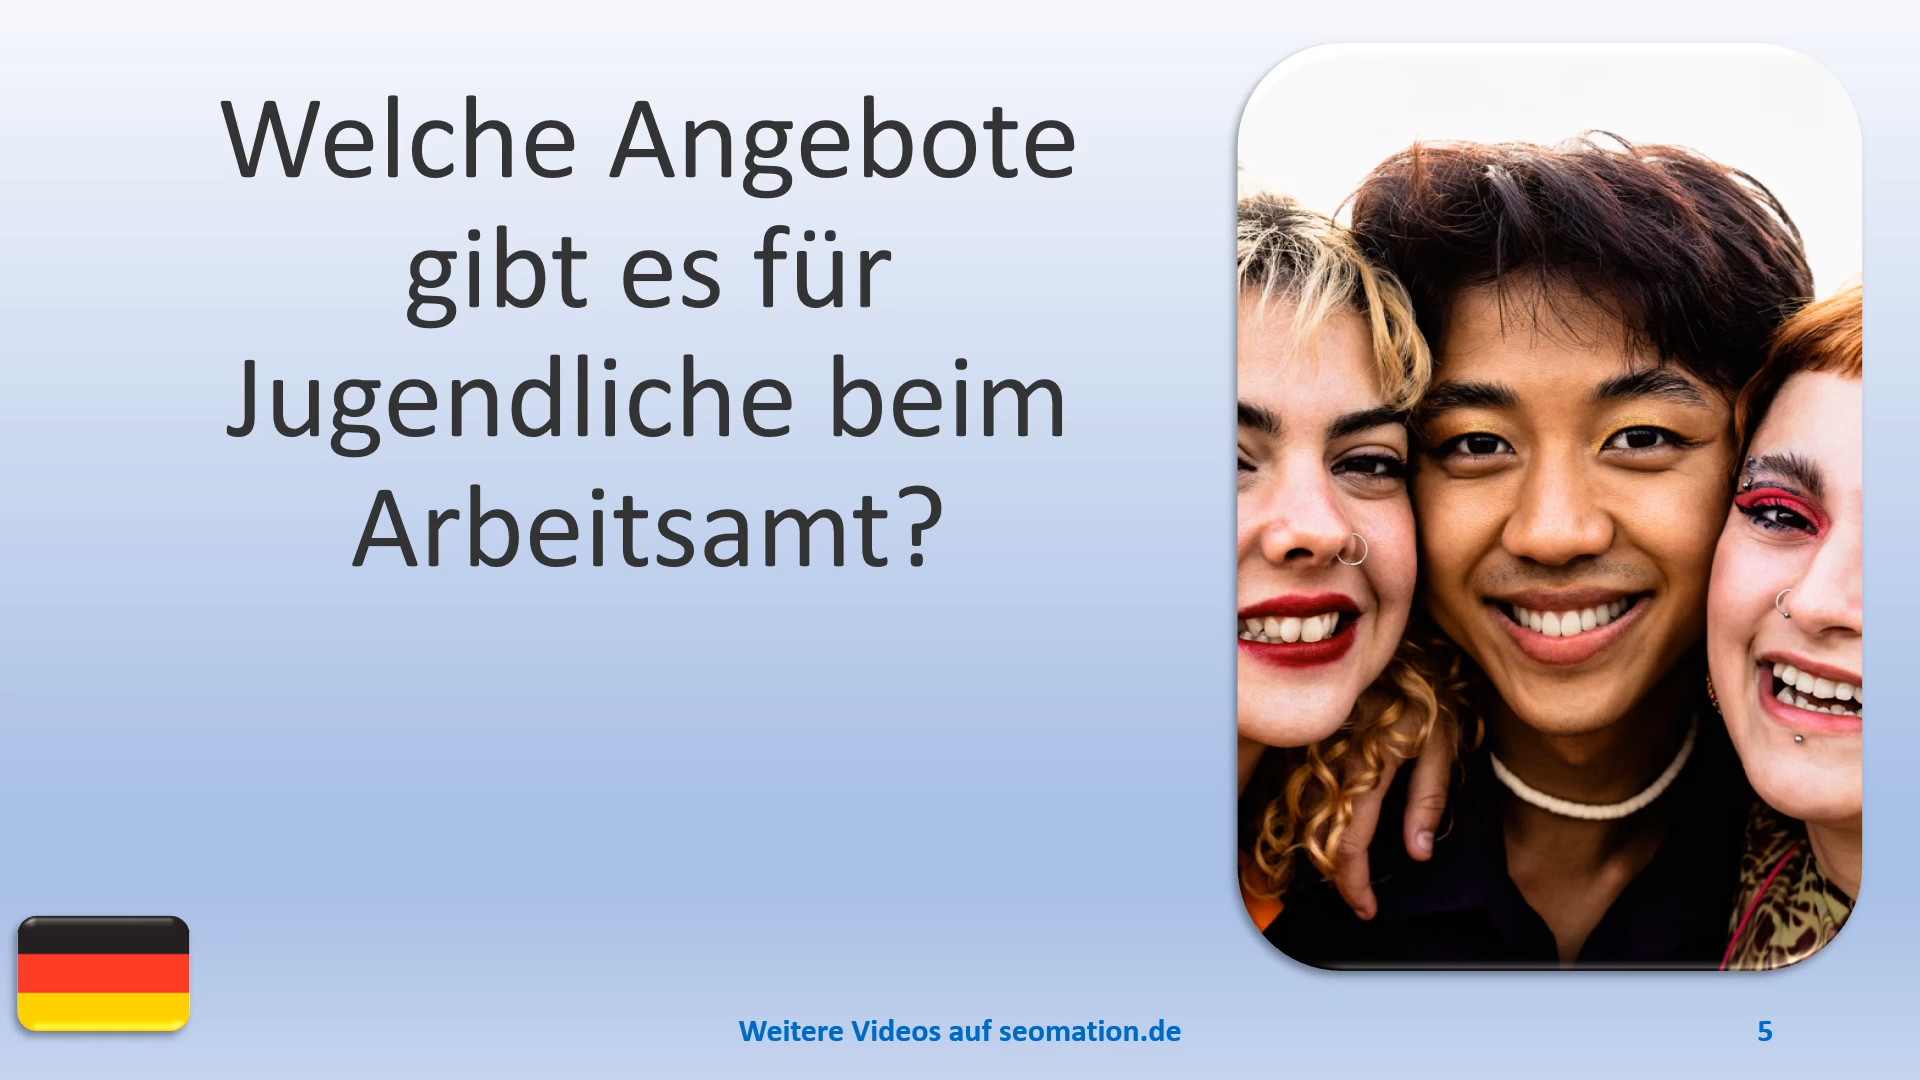 Welche Angebote
gibt es für
Jugendliche beim
Arbeitsamt?
Weitere Videos auf seomation.de
5